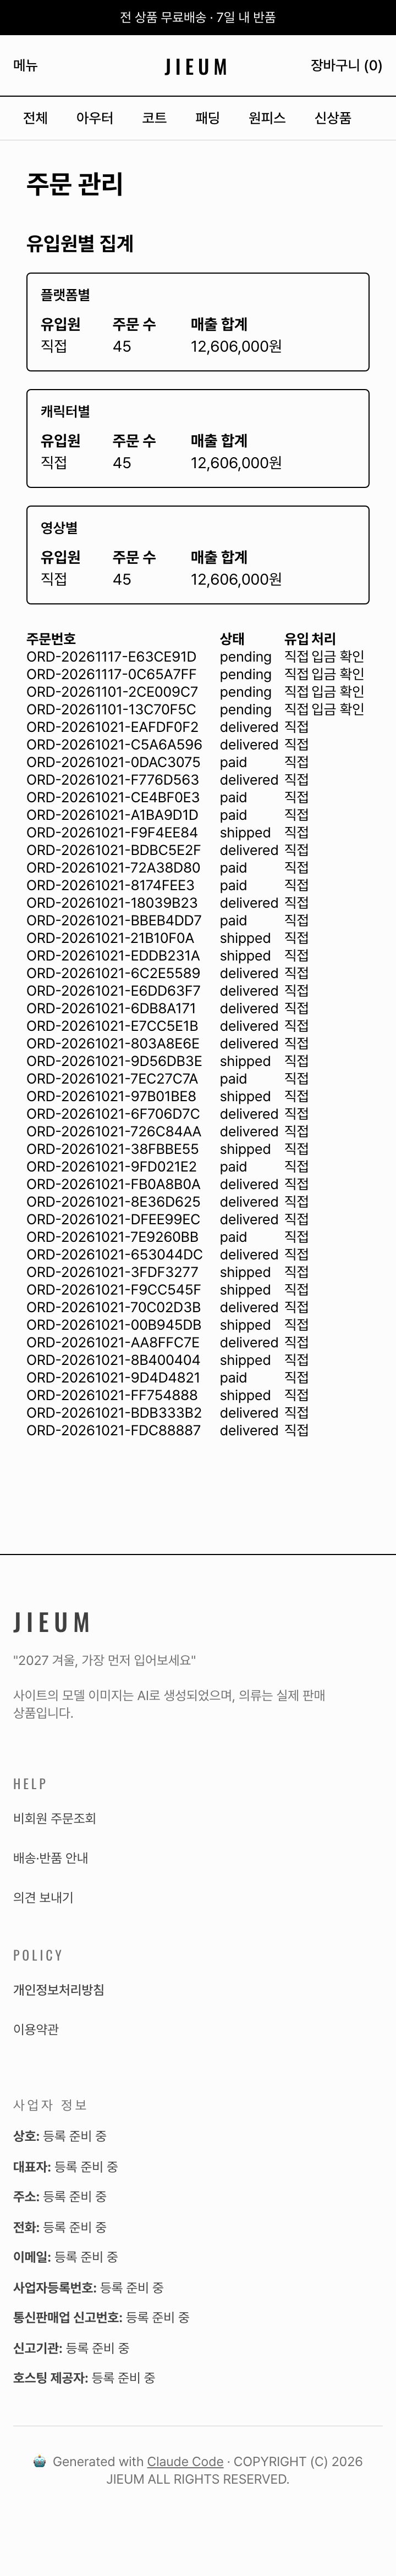 전 상품 무료배송 · 7일 내 반품
메뉴 JIEUM 장바구니 (0)
전체 아우터 코트 패딩 원피스 신상품
주문 관리
유입원별 집계
플랫폼별
유입원 주문 수 매출 합계
직접 45 12,606,000원
캐릭터별
유입원 주문 수 매출 합계
직접 45 12,606,000원
영상별
유입원 주문 수 매출 합계
직접 45 12,606,000원
주문번호 상태 유입 처리
ORD-20261117-E63CE91D pending 직접 입금 확인
ORD-20261117-0C65A7FF pending 직접 입금 확인
ORD-20261101-2CE009C7 pending 직접 입금 확인
ORD-20261101-13C70F5C pending 직접 입금 확인
ORD-20261021-EAFDF0F2 delivered 직접
ORD-20261021-C5A6A596 delivered 직접
ORD-20261021-0DAC3075 paid 직접
ORD-20261021-F776D563 delivered 직접
ORD-20261021-CE4BF0E3 paid 직접
ORD-20261021-A1BA9D1D paid 직접
ORD-20261021-F9F4EE84 shipped 직접
ORD-20261021-BDBC5E2F delivered 직접
ORD-20261021-72A38D80 paid 직접
ORD-20261021-8174FEE3 paid 직접
ORD-20261021-18039B23 delivered 직접
ORD-20261021-BBEB4DD7 paid 직접
ORD-20261021-21B10F0A shipped 직접
ORD-20261021-EDDB231A shipped 직접
ORD-20261021-6C2E5589 delivered 직접
ORD-20261021-E6DD63F7 delivered 직접
ORD-20261021-6DB8A171 delivered 직접
ORD-20261021-E7CC5E1B delivered 직접
ORD-20261021-803A8E6E delivered 직접
ORD-20261021-9D56DB3E shipped 직접
ORD-20261021-7EC27C7A paid 직접
ORD-20261021-97B01BE8 shipped 직접
ORD-20261021-6F706D7C delivered 직접
ORD-20261021-726C84AA delivered 직접
ORD-20261021-38FBBE55 shipped 직접
ORD-20261021-9FD021E2 paid 직접
ORD-20261021-FB0A8B0A delivered 직접
ORD-20261021-8E36D625 delivered 직접
ORD-20261021-DFEE99EC delivered 직접
ORD-20261021-7E9260BB paid 직접
ORD-20261021-653044DC delivered 직접
ORD-20261021-3FDF3277 shipped 직접
ORD-20261021-F9CC545F shipped 직접
ORD-20261021-70C02D3B delivered 직접
ORD-20261021-00B945DB shipped 직접
ORD-20261021-AA8FFC7E delivered 직접
ORD-20261021-8B400404 shipped 직접
ORD-20261021-9D4D4821 paid 직접
ORD-20261021-FF754888 shipped 직접
ORD-20261021-BDB333B2 delivered 직접
ORD-20261021-FDC88887 delivered 직접
JIEUM
"2027 겨울, 가장 먼저 입어보세요"
사이트의 모델 이미지는 AI로 생성되었으며, 의류는 실제 판매
상품입니다.
HELP
비회원 주문조회
배송·반품 안내
의견 보내기
POLICY
개인정보처리방침
이용약관
사업자 정보
상호: 등록 준비 중
대표자: 등록 준비 중
주소: 등록 준비 중
전화: 등록 준비 중
이메일: 등록 준비 중
사업자등록번호: 등록 준비 중
통신판매업 신고번호: 등록 준비 중
신고기관: 등록 준비 중
호스팅 제공자: 등록 준비 중
🤖 Generated with Claude Code · COPYRIGHT (C) 2026
JIEUM ALL RIGHTS RESERVED.